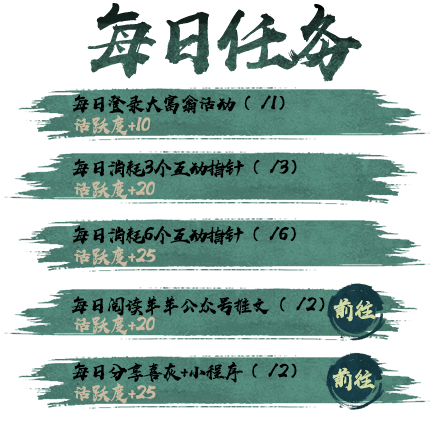 每日任务
每日登录大富翁活动（ /1）
活跃度+10
每日消耗3个互动指针（ /3）
活跃度+20
每日消耗6个互动指针（ /6）
活跃度+25
每日阅读羊羊公众号推文（ /2）
前往
活跃度+20
每日分享喜灰+小程序（ /2）
前往
活跃度+25